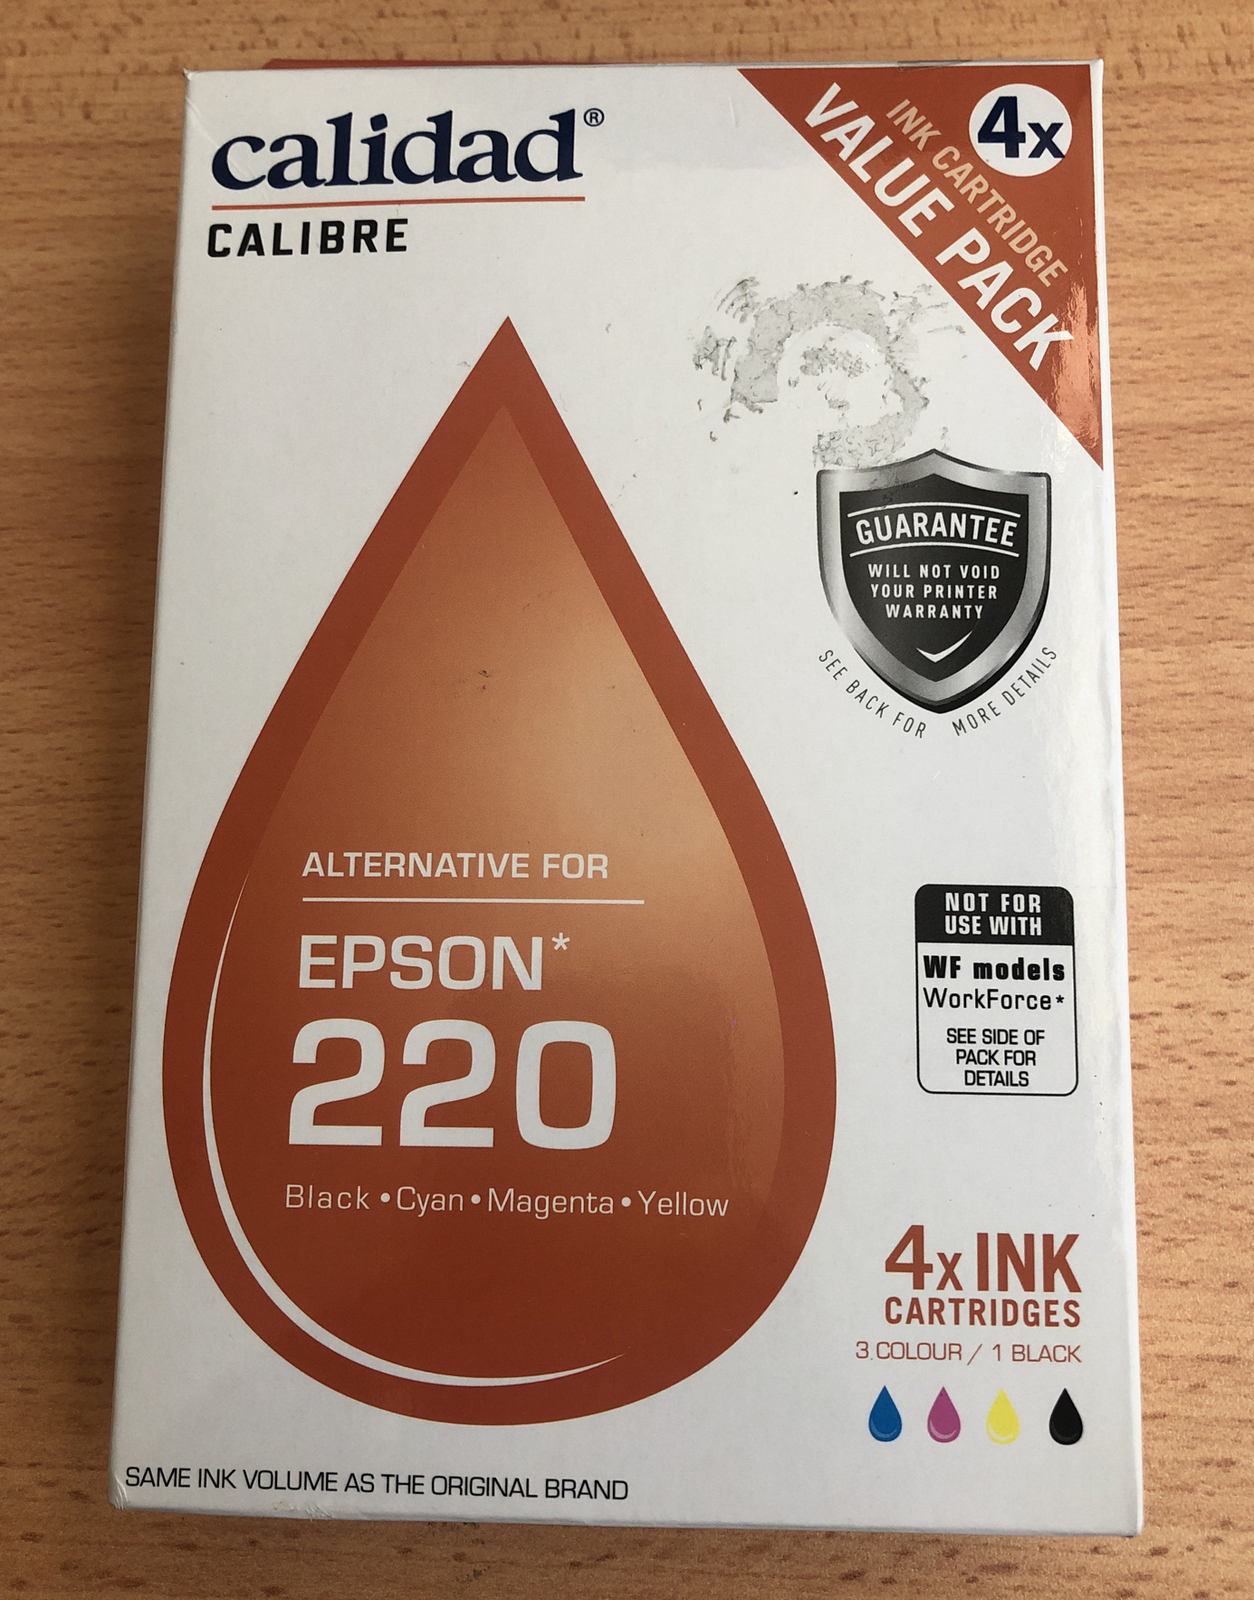 calidad®
CALIBRE
4x
INK CARTRIDGE
VALUE PACK
GUARANTEE
WILL NOT VOID
YOUR PRINTER
WARRANTY
SEE BACK FOR MORE DETAILS
ALTERNATIVE FOR
EPSON*
220
Black • Cyan • Magenta • Yellow
NOT FOR
USE WITH
WF models
WorkForce*
SEE SIDE OF
PACK FOR
DETAILS
4x INK
CARTRIDGES
3 COLOUR / 1 BLACK
SAME INK VOLUME AS THE ORIGINAL BRAND